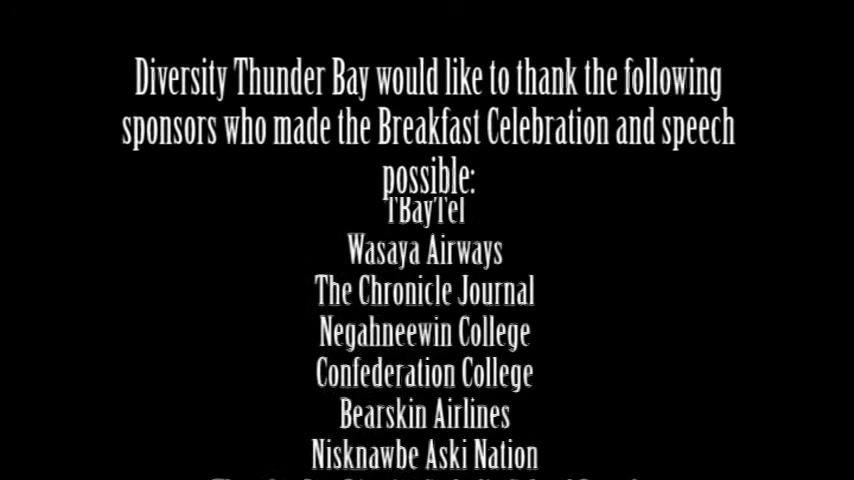 Diversity Thunder Bay would like to thank the following
sponsors who made the Breakfast Celebration and speech
possible:
TBayTel
Wasaya Airways
The Chronicle Journal
Negahneewin College
Confederation College
Bearskin Airlines
Nisknawbe Aski Nation